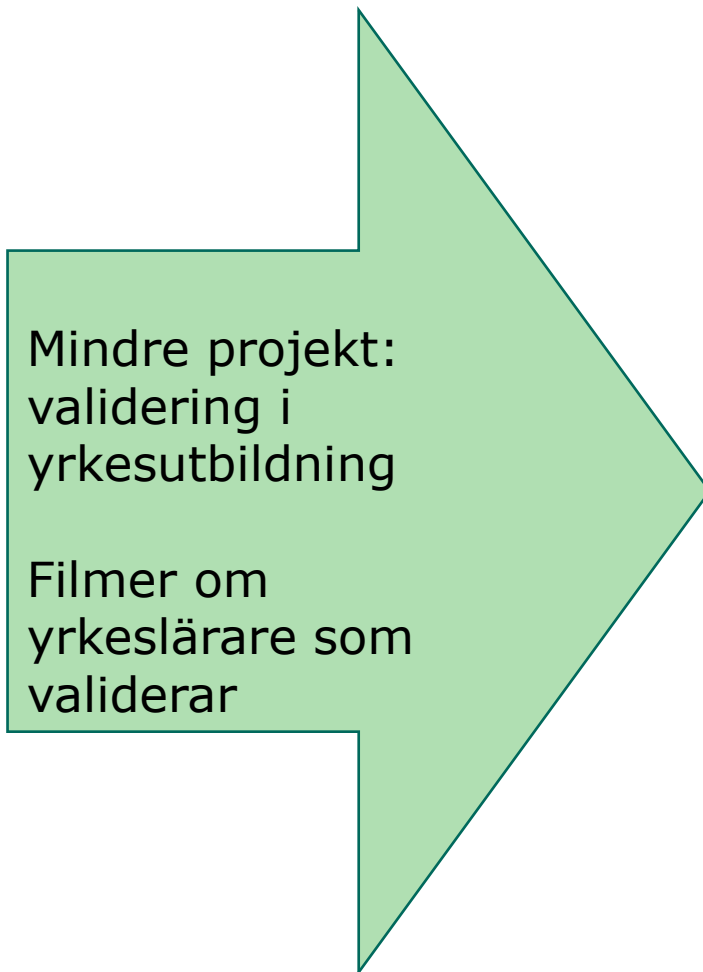 Mindre projekt:
validering i
yrkesutbildning
Filmer om
yrkeslärare som
validerar